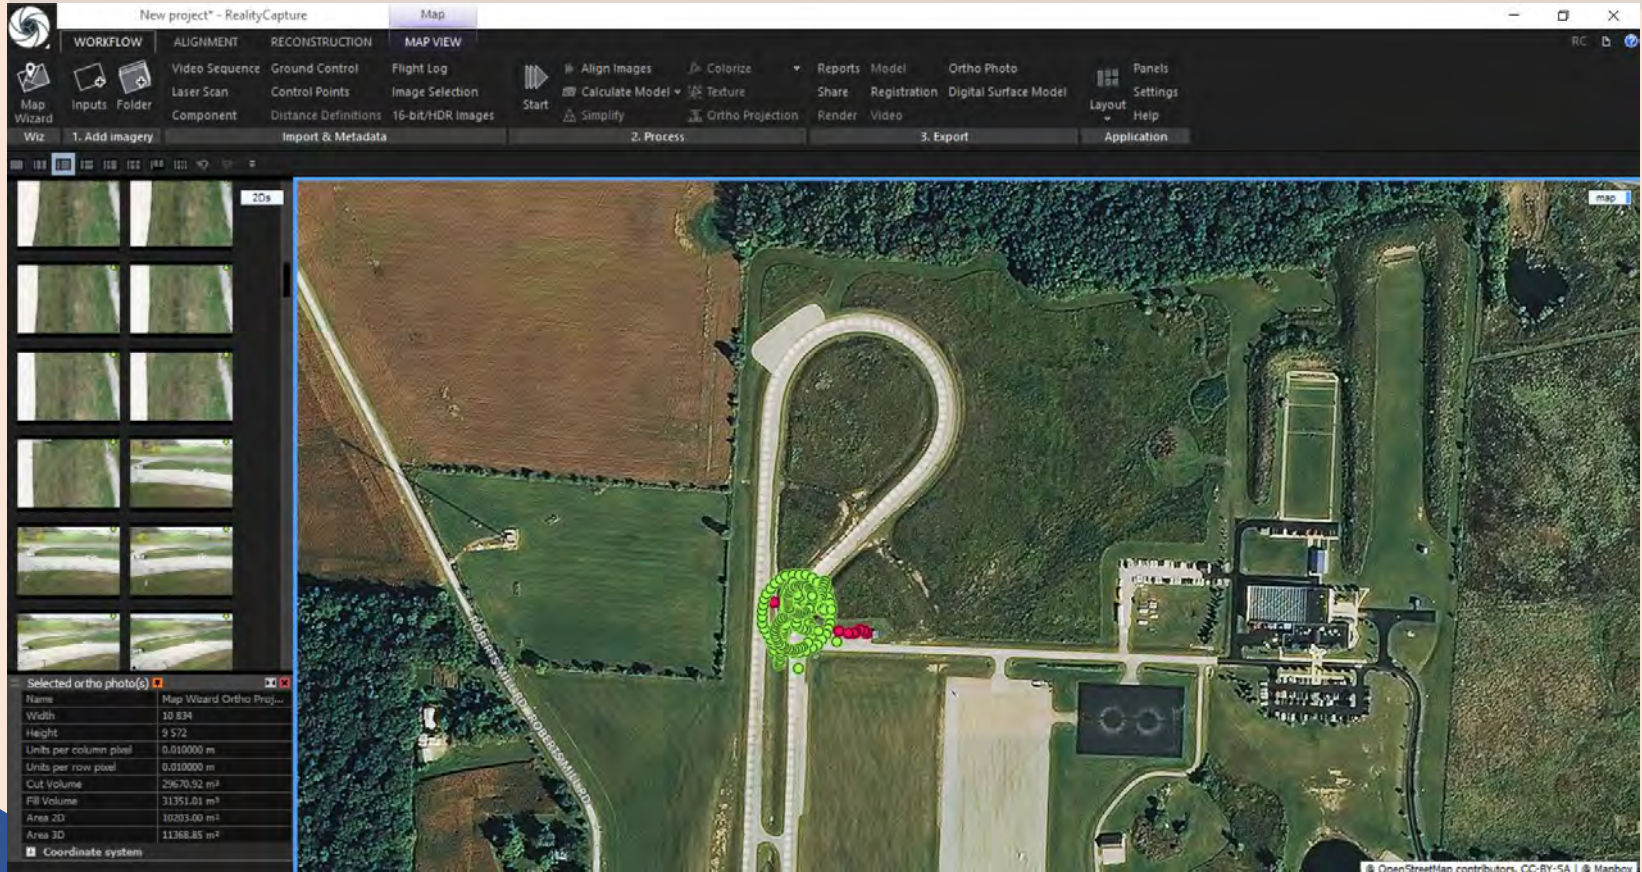 New project* - RealityCapture
Map
WORKFLOW ALIGNMENT RECONSTRUCTION MAP VIEW
RC
Video Sequence Ground Control Flight Log Align Images Colorize Reports Model Ortho Photo Panels
Laser Scan Control Points Image Selection Calculate Model Texture Share Registration Digital Surface Model Settings
Map Wizard Inputs Folder Start Layout
Component Distance Definitions 16-bit/HDR Images Simplify Ortho Projection Render Video Help
Wiz 1. Add imagery Import & Metadata 2. Process 3. Export Application
2Ds
map
Selected ortho photo(s)
Name Map Wizard Ortho Proj...
Width 10 834
Height 9 572
Units per column pixel 0.010000 m
Units per row pixel 0.010000 m
Cut Volume 29670.92 m³
Fill Volume 31351.01 m³
Area 2D 10203.00 m²
Area 3D 11368.85 m²
Coordinate system
© OpenStreetMap contributors, CC-BY-SA | © Mapbox